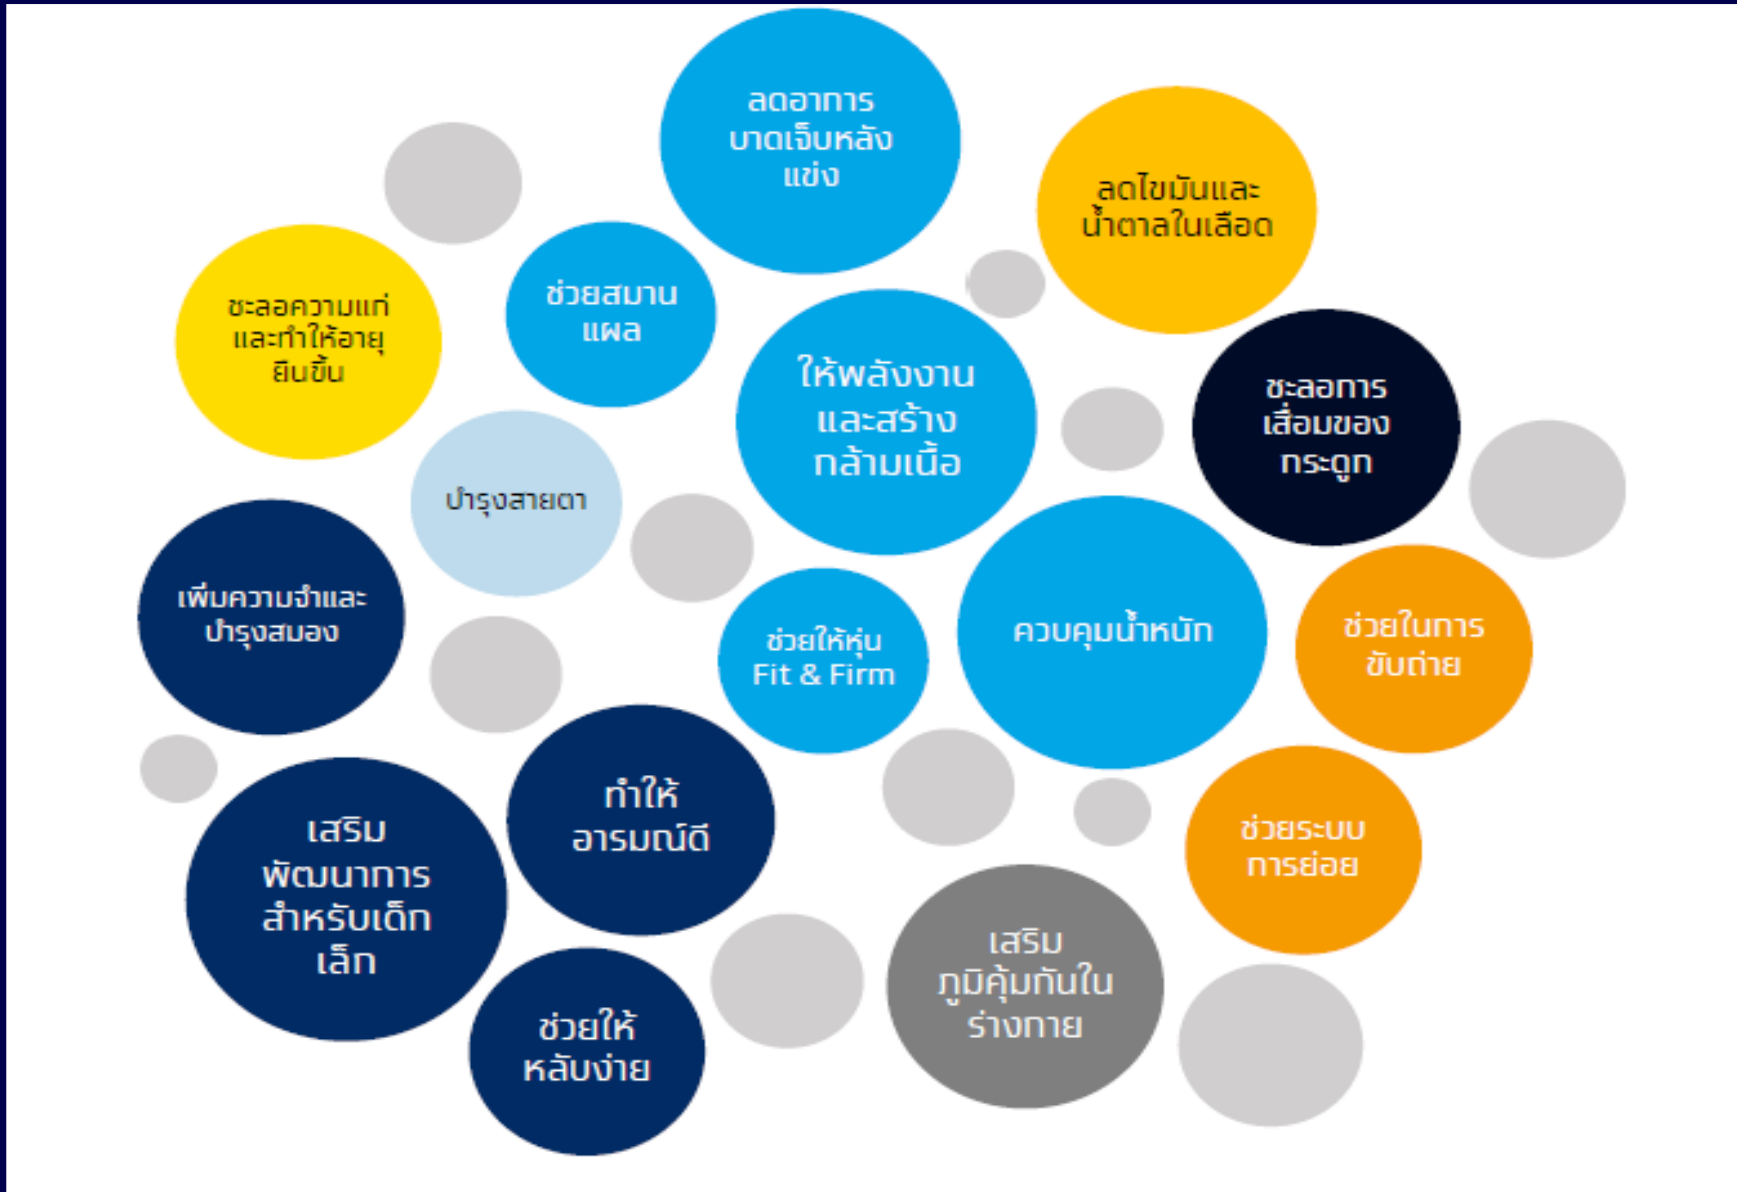 ลดอาการ
บาดเจ็บหลัง
แข่ง
ลดไขมันและ
น้ำตาลในเลือด
ชะลอความแก่
และทำให้อายุ
ยืนขึ้น
ช่วยสมาน
แผล
ให้พลังงาน
และสร้าง
กล้ามเนื้อ
ชะลอการ
เสื่อมของ
กระดูก
บำรุงสายตา
เพิ่มความจำและ
บำรุงสมอง
ช่วยให้หุ่น
Fit & Firm
ควบคุมน้ำหนัก
ช่วยในการ
ขับถ่าย
เสริม
พัฒนาการ
สำหรับเด็ก
เล็ก
ทำให้
อารมณ์ดี
ช่วยระบบ
การย่อย
เสริม
ภูมิคุ้มกันใน
ร่างกาย
ช่วยให้
หลับง่าย